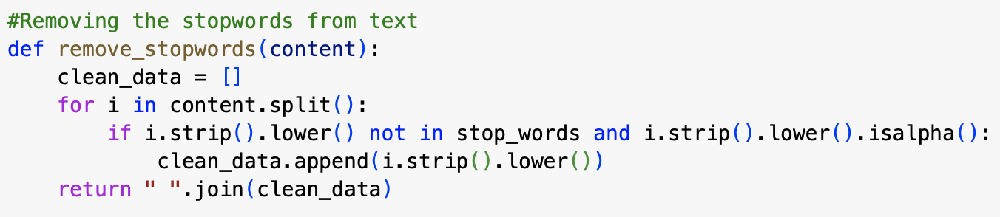 #Removing the stopwords from text
def remove_stopwords(content):
    clean_data = []
    for i in content.split():
        if i.strip().lower() not in stop_words and i.strip().lower().isalpha():
            clean_data.append(i.strip().lower())
    return " ".join(clean_data)